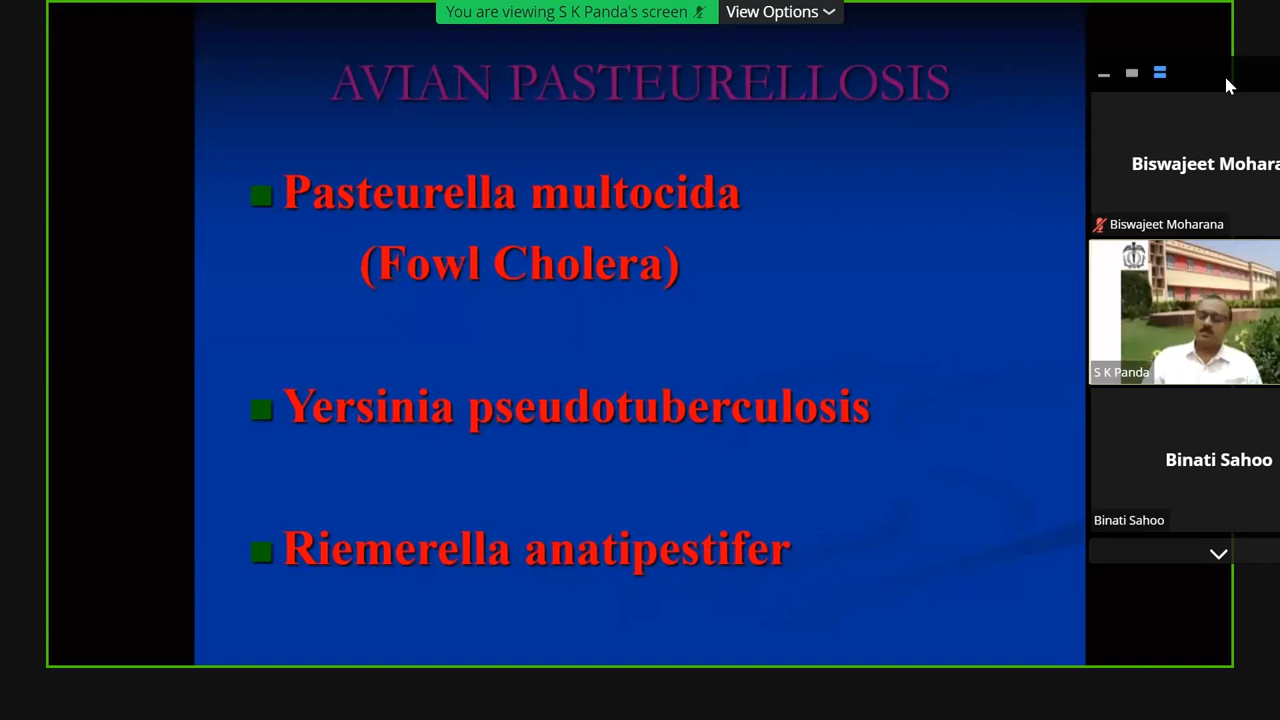 You are viewing S K Panda's screen
View Options
AVIAN PASTEURELLOSIS
Pasteurella multocida
(Fowl Cholera)
Yersinia pseudotuberculosis
Riemerella anatipestifer
Biswajeet Mohara
Biswajeet Moharana
S K Panda
Binati Sahoo
Binati Sahoo